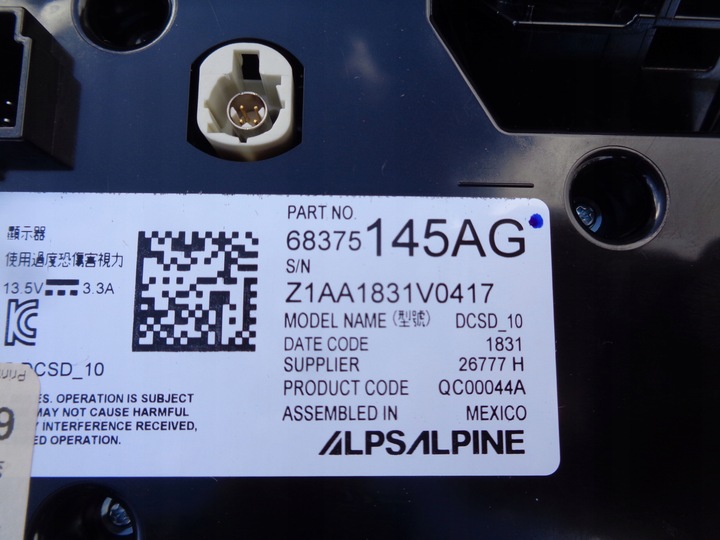 顯示器
使用過度恐傷害視力
13.5V 3.3A
DCSD_10
ES. OPERATION IS SUBJECT
MAY NOT CAUSE HARMFUL
Y INTERFERENCE RECEIVED,
ED OPERATION.
PART NO.
68375145AG
S/N
Z1AA1831V0417
MODEL NAME (型號) DCSD_10
DATE CODE 1831
SUPPLIER 26777 H
PRODUCT CODE QC00044A
ASSEMBLED IN MEXICO
ALPSALPINE
9